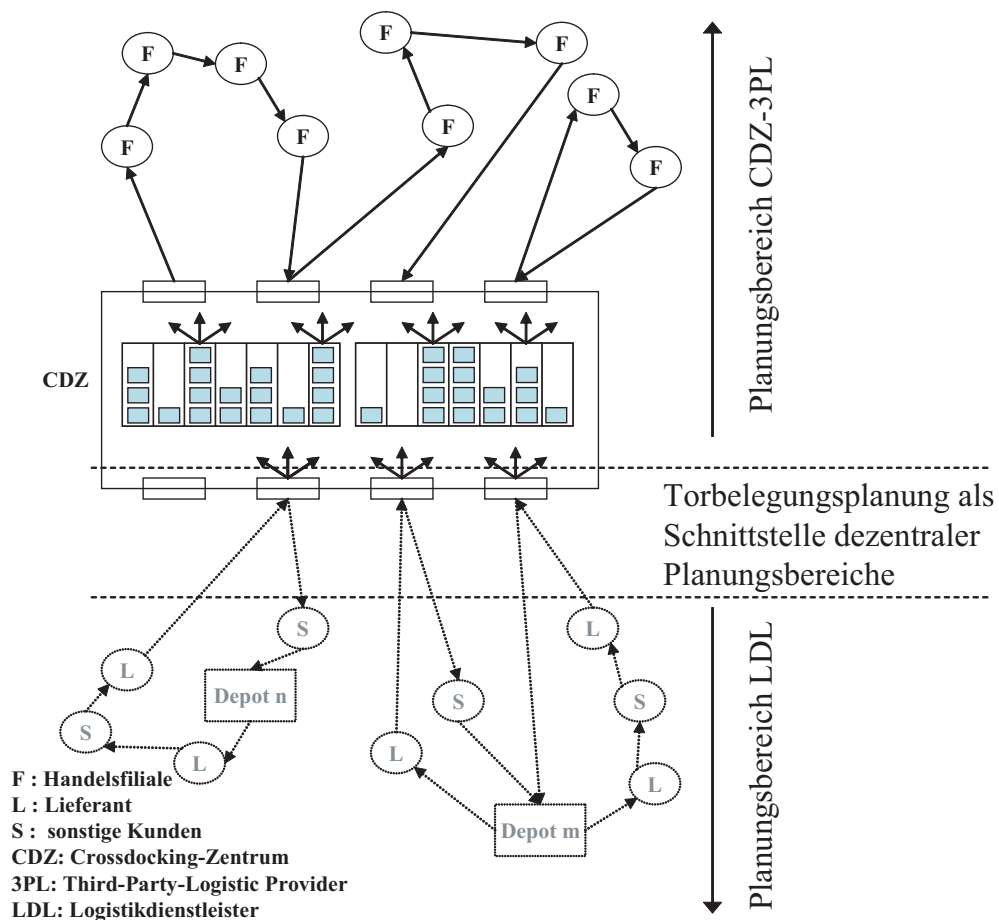 F
F
F
F
F
F
F
F
F
Planungsbereich CDZ-3PL
CDZ
Torbelegungsplanung als
Schnittstelle dezentraler
Planungsbereiche
S
L
L
Depot n
S
S
S
L
L
L
Depot m
Planungsbereich LDL
F : Handelsfiliale
L : Lieferant
S : sonstige Kunden
CDZ: Crossdocking-Zentrum
3PL: Third-Party-Logistic Provider
LDL: Logistikdienstleister